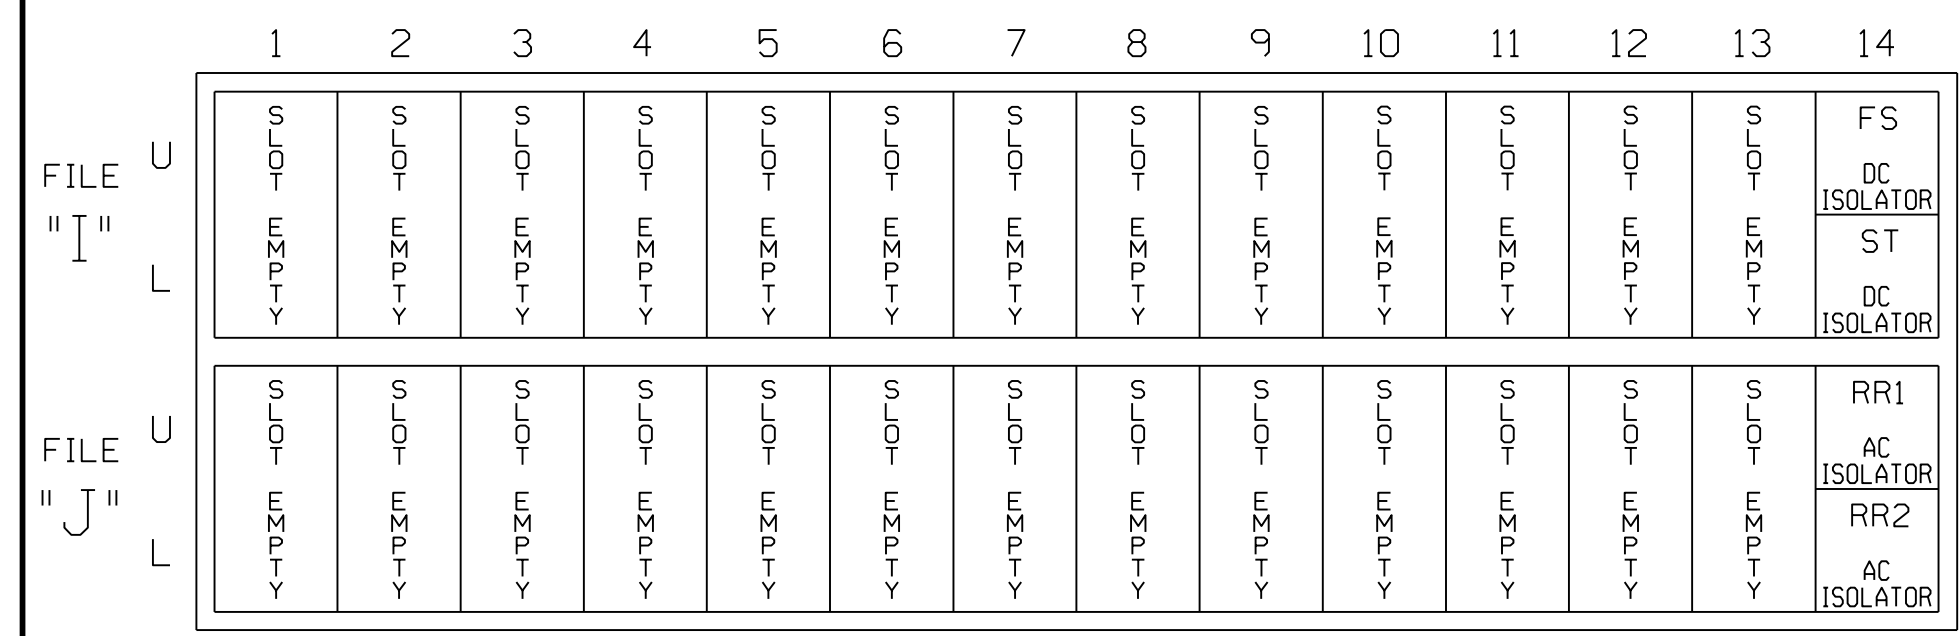 1 2 3 4 5 6 7 8 9 10 11 12 13 14
FILE "I"
U
L
SLOT EMPTY
SLOT EMPTY
SLOT EMPTY
SLOT EMPTY
SLOT EMPTY
SLOT EMPTY
SLOT EMPTY
SLOT EMPTY
SLOT EMPTY
SLOT EMPTY
SLOT EMPTY
SLOT EMPTY
SLOT EMPTY
FS
DC
ISOLATOR
ST
DC
ISOLATOR
FILE "J"
U
L
SLOT EMPTY
SLOT EMPTY
SLOT EMPTY
SLOT EMPTY
SLOT EMPTY
SLOT EMPTY
SLOT EMPTY
SLOT EMPTY
SLOT EMPTY
SLOT EMPTY
SLOT EMPTY
SLOT EMPTY
SLOT EMPTY
RR1
AC
ISOLATOR
RR2
AC
ISOLATOR